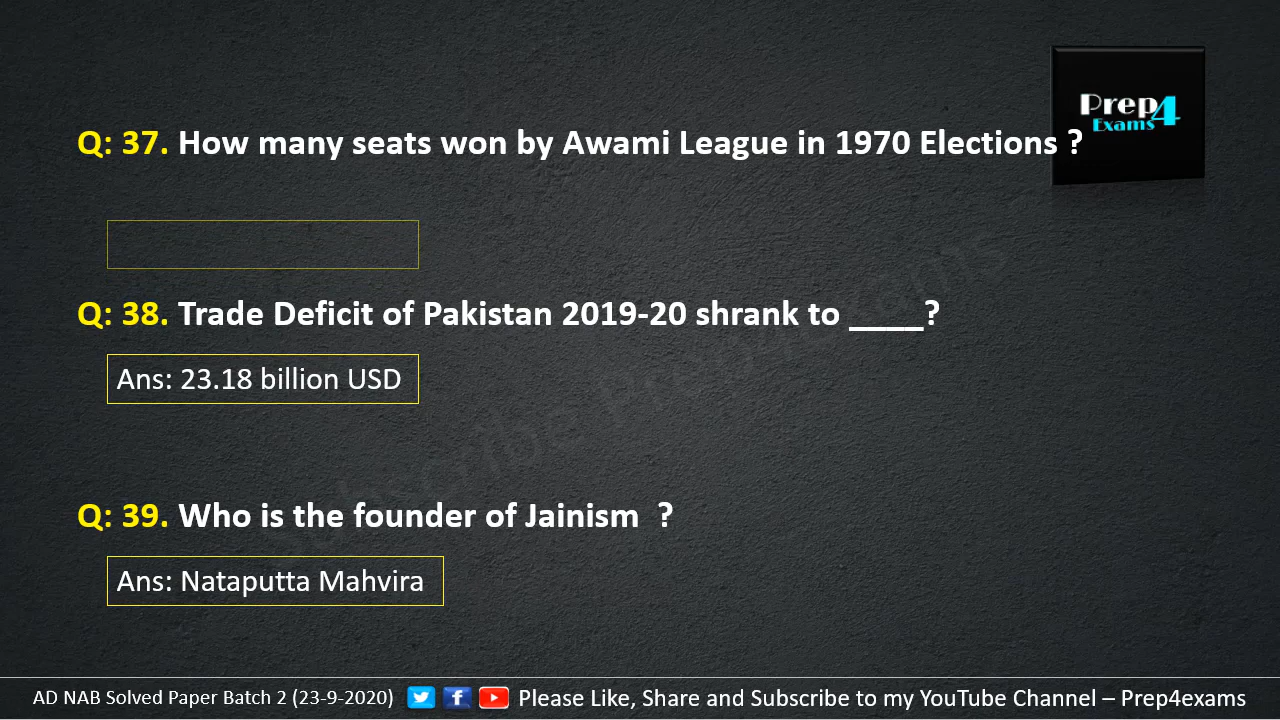 Prep4
Exams
Q: 37. How many seats won by Awami League in 1970 Elections ?
Q: 38. Trade Deficit of Pakistan 2019-20 shrank to ____?
Ans: 23.18 billion USD
Subscribe Prep4exams
Q: 39. Who is the founder of Jainism ?
Ans: Nataputta Mahvira
AD NAB Solved Paper Batch 2 (23-9-2020) Please Like, Share and Subscribe to my YouTube Channel – Prep4exams